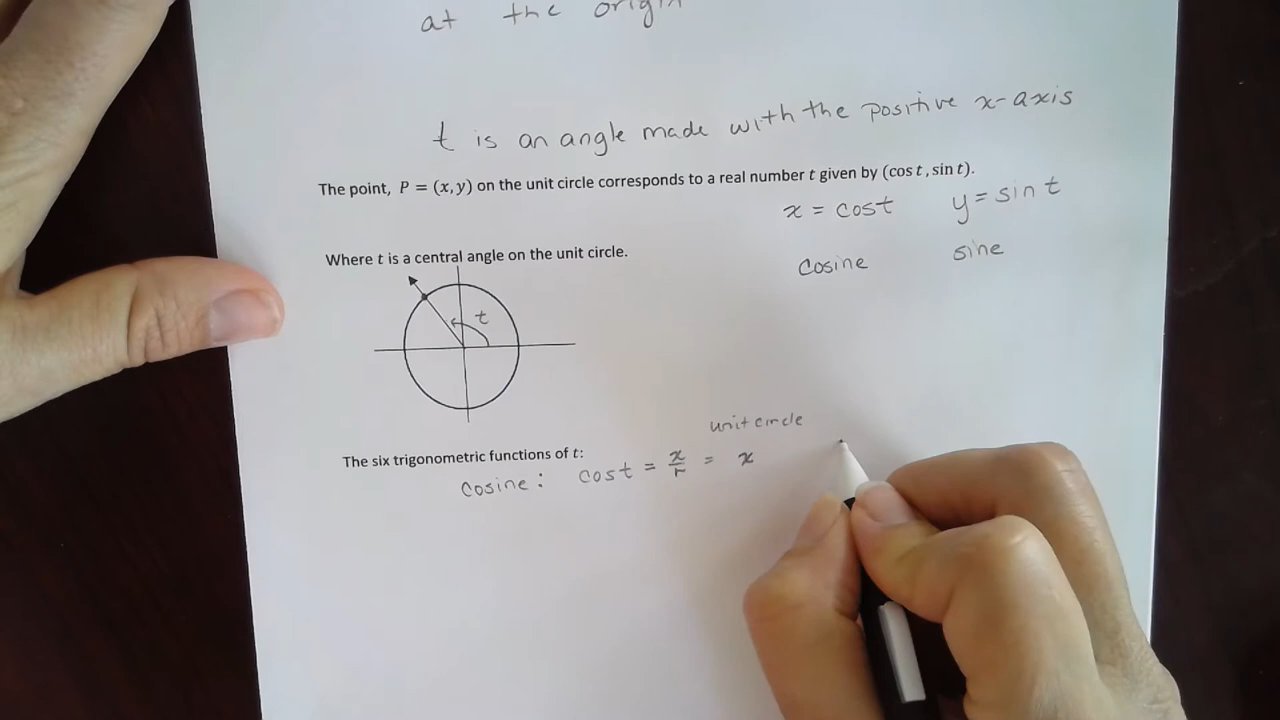 at the origin
t is an angle made with the positive x-axis
The point, P = (x, y) on the unit circle corresponds to a real number t given by (cos t , sin t).
x = cost y = sin t
Where t is a central angle on the unit circle.
cosine sine
t
unit circle
The six trigonometric functions of t:
cosine : cost = x/r = x